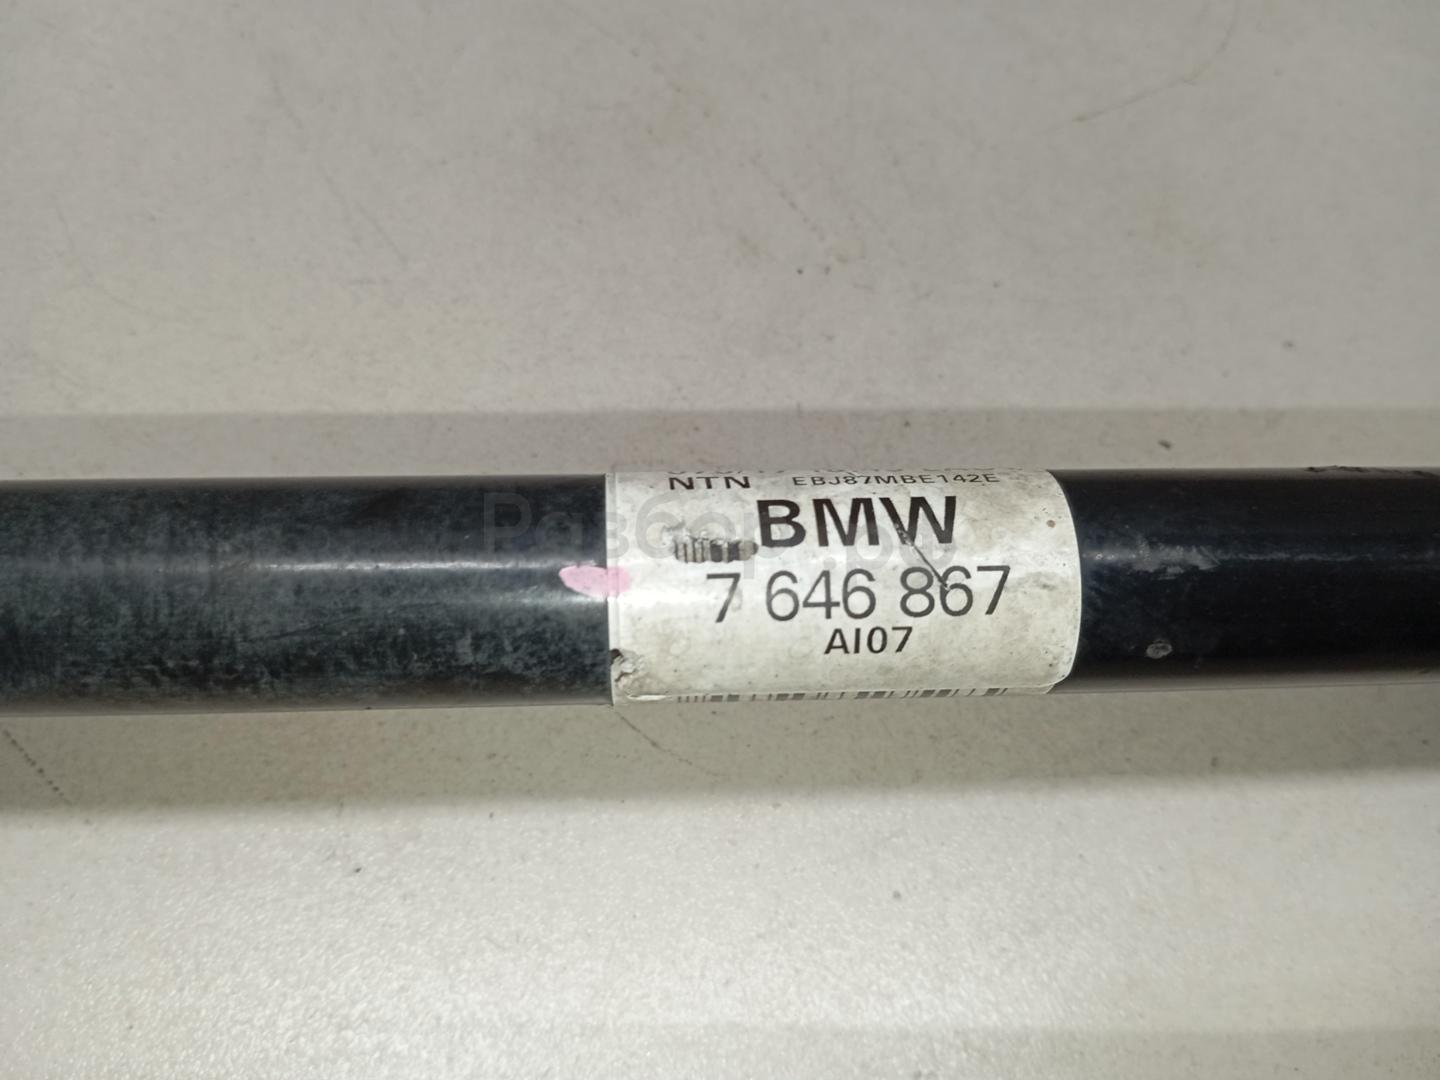 NTN EBJ87MBE142E
BMW
7 646 867
AI07